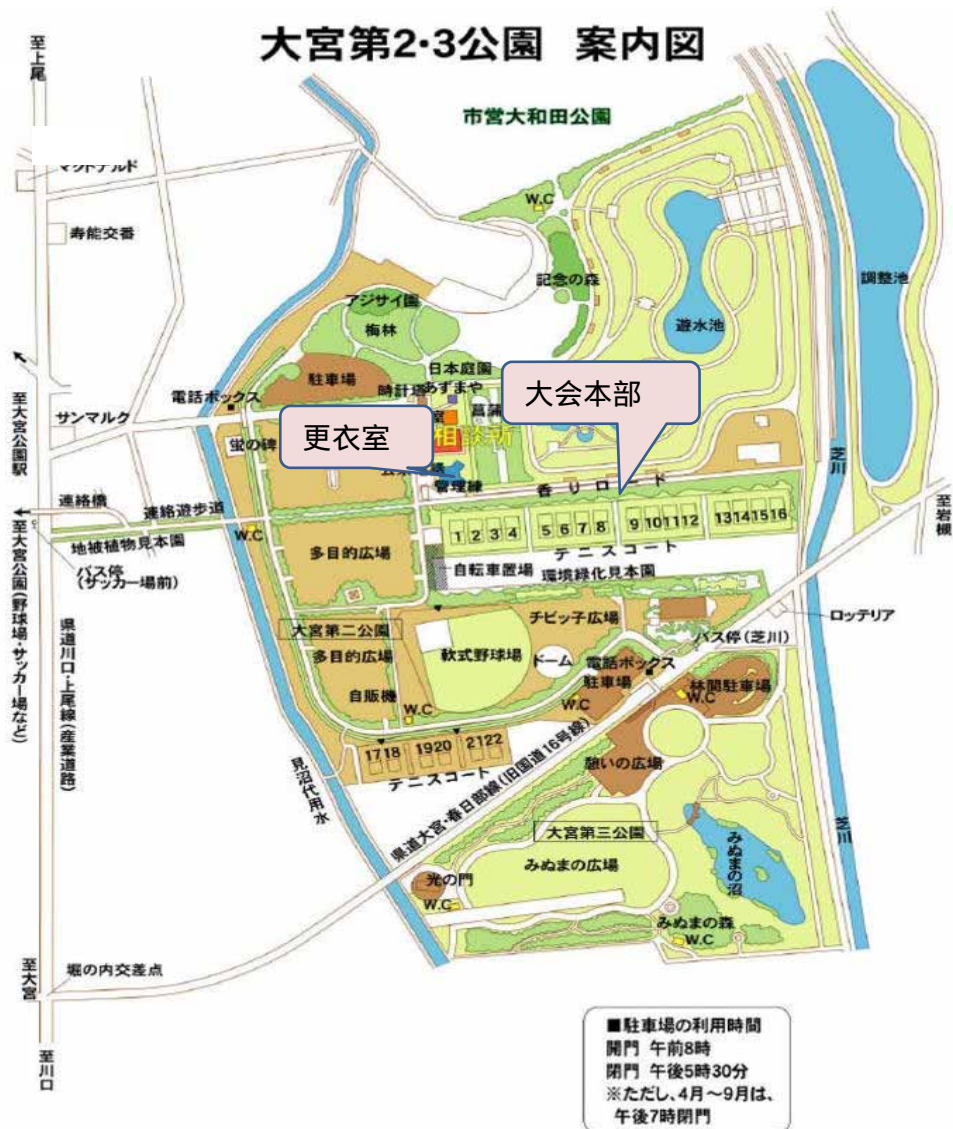 大宮第2・3公園 案内図
至上尾
市営大和田公園
マクドナルド
W.C
寿能交番
記念の森
調整池
アジサイ園
梅林
遊水池
日本庭園
駐車場
時計塔
あずまや
大会本部
電話ボックス
至大宮公園駅
サンマルク
室
菖蒲
更衣室
相談所
蛍の碑
管理棟
香りロード
芝川
至岩槻
連絡橋
連絡遊歩道
W.C
1 2 3 4 5 6 7 8 9 10 11 12 13 14 15 16
地被植物見本園
多目的広場
テニスコート
自転車置場
環境緑化見本園
バス停
(サッカー場前)
至大宮公園(野球場・サッカー場など)
県道川口・上尾線(産業道路)
チビッ子広場
ロッテリア
大宮第二公園
バス停(芝川)
多目的広場
軟式野球場
ドーム
電話ボックス
駐車場
林間駐車場
自販機
W.C
W.C
W.C
17 18 19 20 21 22
テニスコート
憩いの広場
見沼代用水
県道大宮・春日部線(旧国道16号線)
大宮第三公園
芝川
みぬまの広場
みぬまの沼
光の門
W.C
みぬまの森
W.C
至大宮
堀の内交差点
至川口
■駐車場の利用時間
開門 午前8時
閉門 午後5時30分
※ただし、4月～9月は、
午後7時閉門